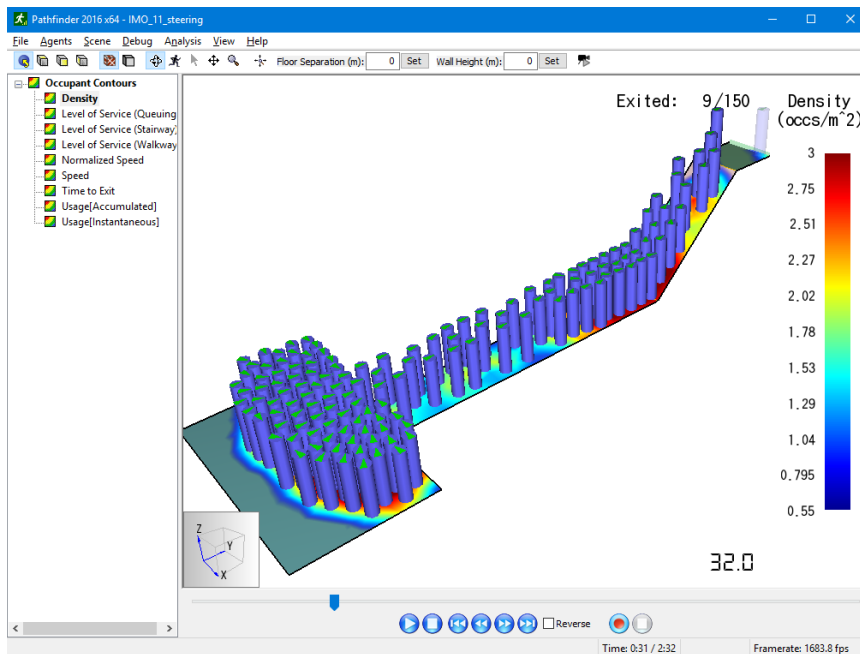 Pathfinder 2016 x64 - IMO_11_steering
File Agents Scene Debug Analysis View Help
Floor Separation (m): 0 Set Wall Height (m): 0 Set
Occupant Contours
Density
Level of Service (Queuing
Level of Service (Stairway)
Level of Service (Walkway
Normalized Speed
Speed
Time to Exit
Usage[Accumulated]
Usage[Instantaneous]
Exited: 9/150
Density
(occs/m^2)
3
2.75
2.51
2.27
2.02
1.78
1.53
1.29
1.04
0.795
0.55
Z
Y
X
32.0
Reverse
Time: 0:31 / 2:32
Framerate: 1683.8 fps